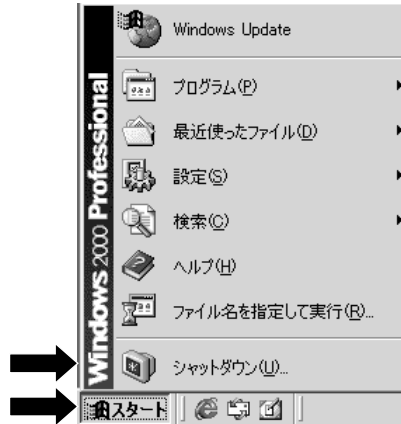 Windows 2000 Professional
Windows Update
プログラム(P)
最近使ったファイル(D)
設定(S)
検索(C)
ヘルプ(H)
ファイル名を指定して実行(R)...
シャットダウン(U)...
スタート